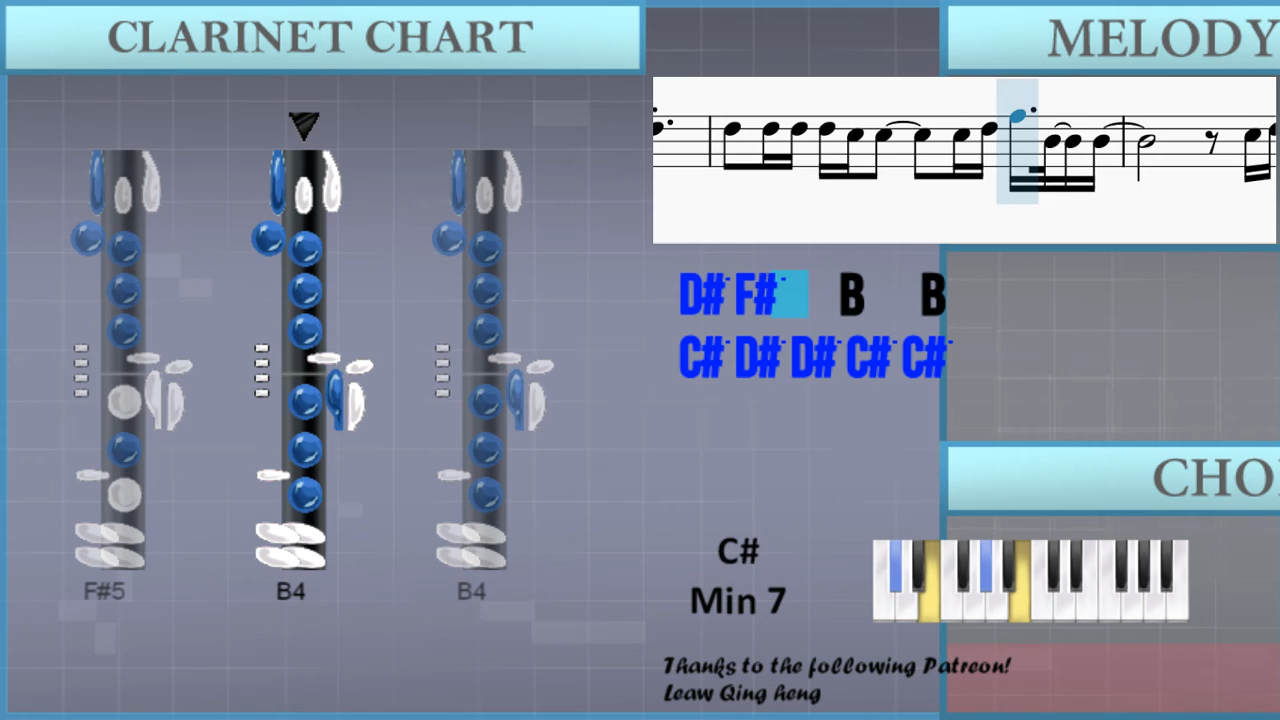 CLARINET CHART
MELODY
D#˙ F#˙ B B
C#˙ D#˙ D#˙ C#˙ C#˙
CHO
F#5 B4 B4
C#
Min 7
Thanks to the following Patreon!
Leaw Qing heng